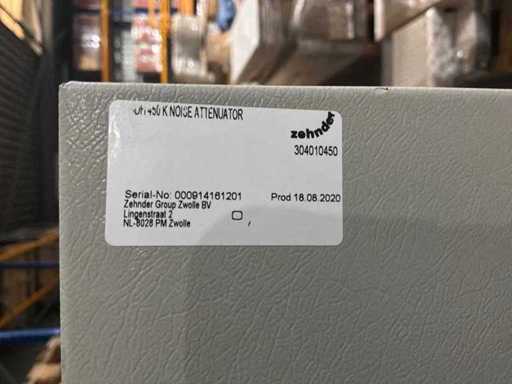 450 K NOISE ATTENUATOR
zehnder
304010450
Serial-No: 000914161201 Prod 18.08.2020
Zehnder Group Zwolle BV
Lingenstraat 2
NL-8028 PM Zwolle